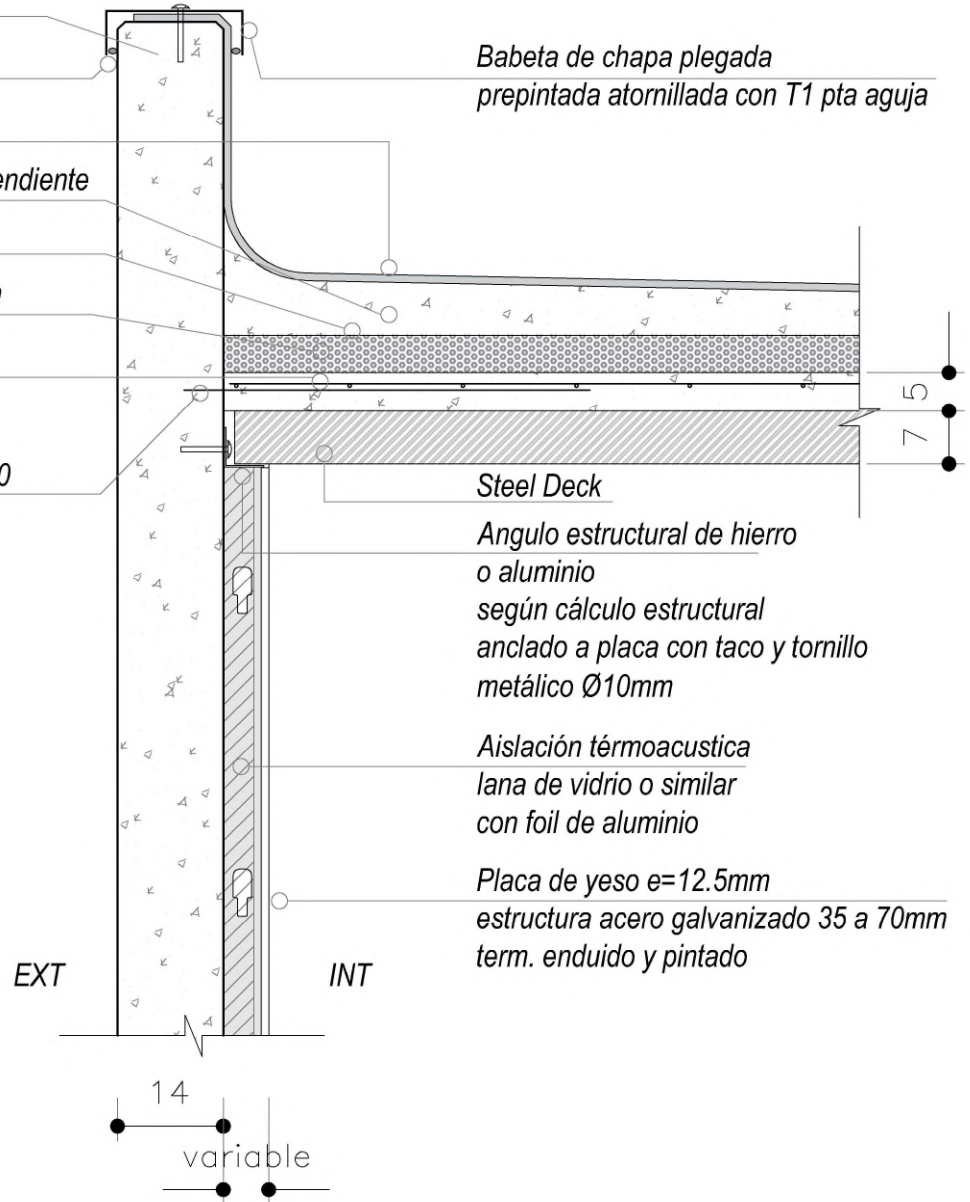 Babeta de chapa plegada
prepintada atornillada con T1 pta aguja
endiente
5
7
0
Steel Deck
Angulo estructural de hierro
o aluminio
según cálculo estructural
anclado a placa con taco y tornillo
metálico Ø10mm
Aislación térmoacustica
lana de vidrio o similar
con foil de aluminio
Placa de yeso e=12.5mm
estructura acero galvanizado 35 a 70mm
term. enduido y pintado
EXT
INT
14
variable